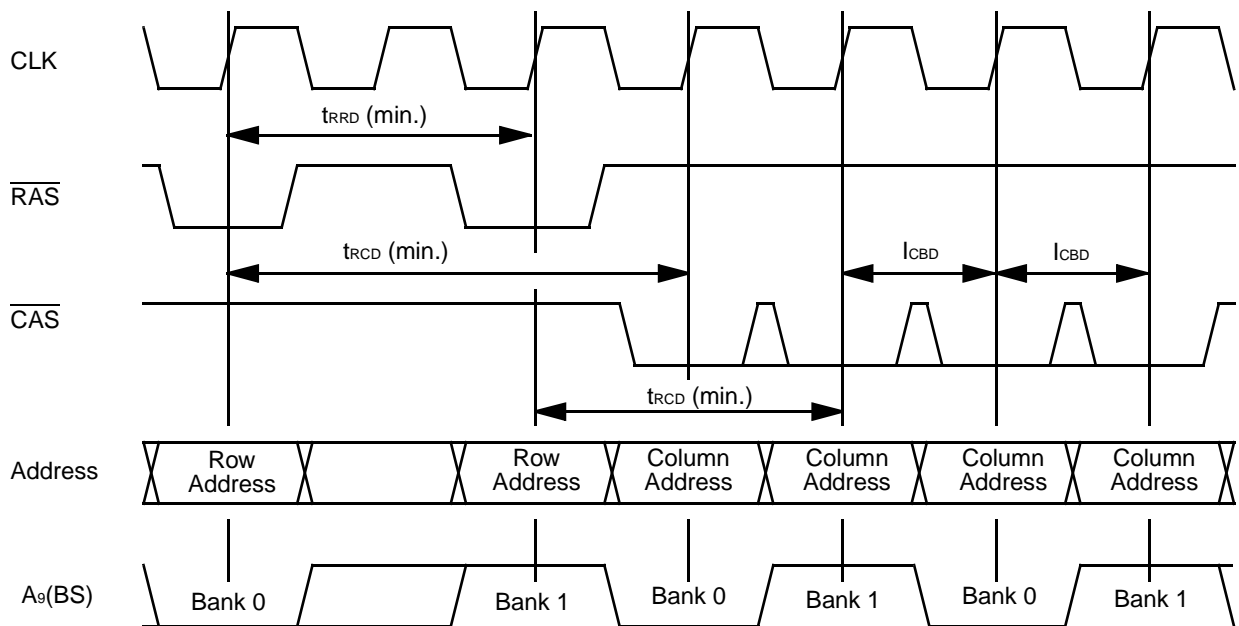 CLK
tRRD (min.)
RAS
tRCD (min.)
ICBD
ICBD
CAS
tRCD (min.)
Address
Row
Address
Row
Address
Column
Address
Column
Address
Column
Address
Column
Address
A9(BS)
Bank 0
Bank 1
Bank 0
Bank 1
Bank 0
Bank 1